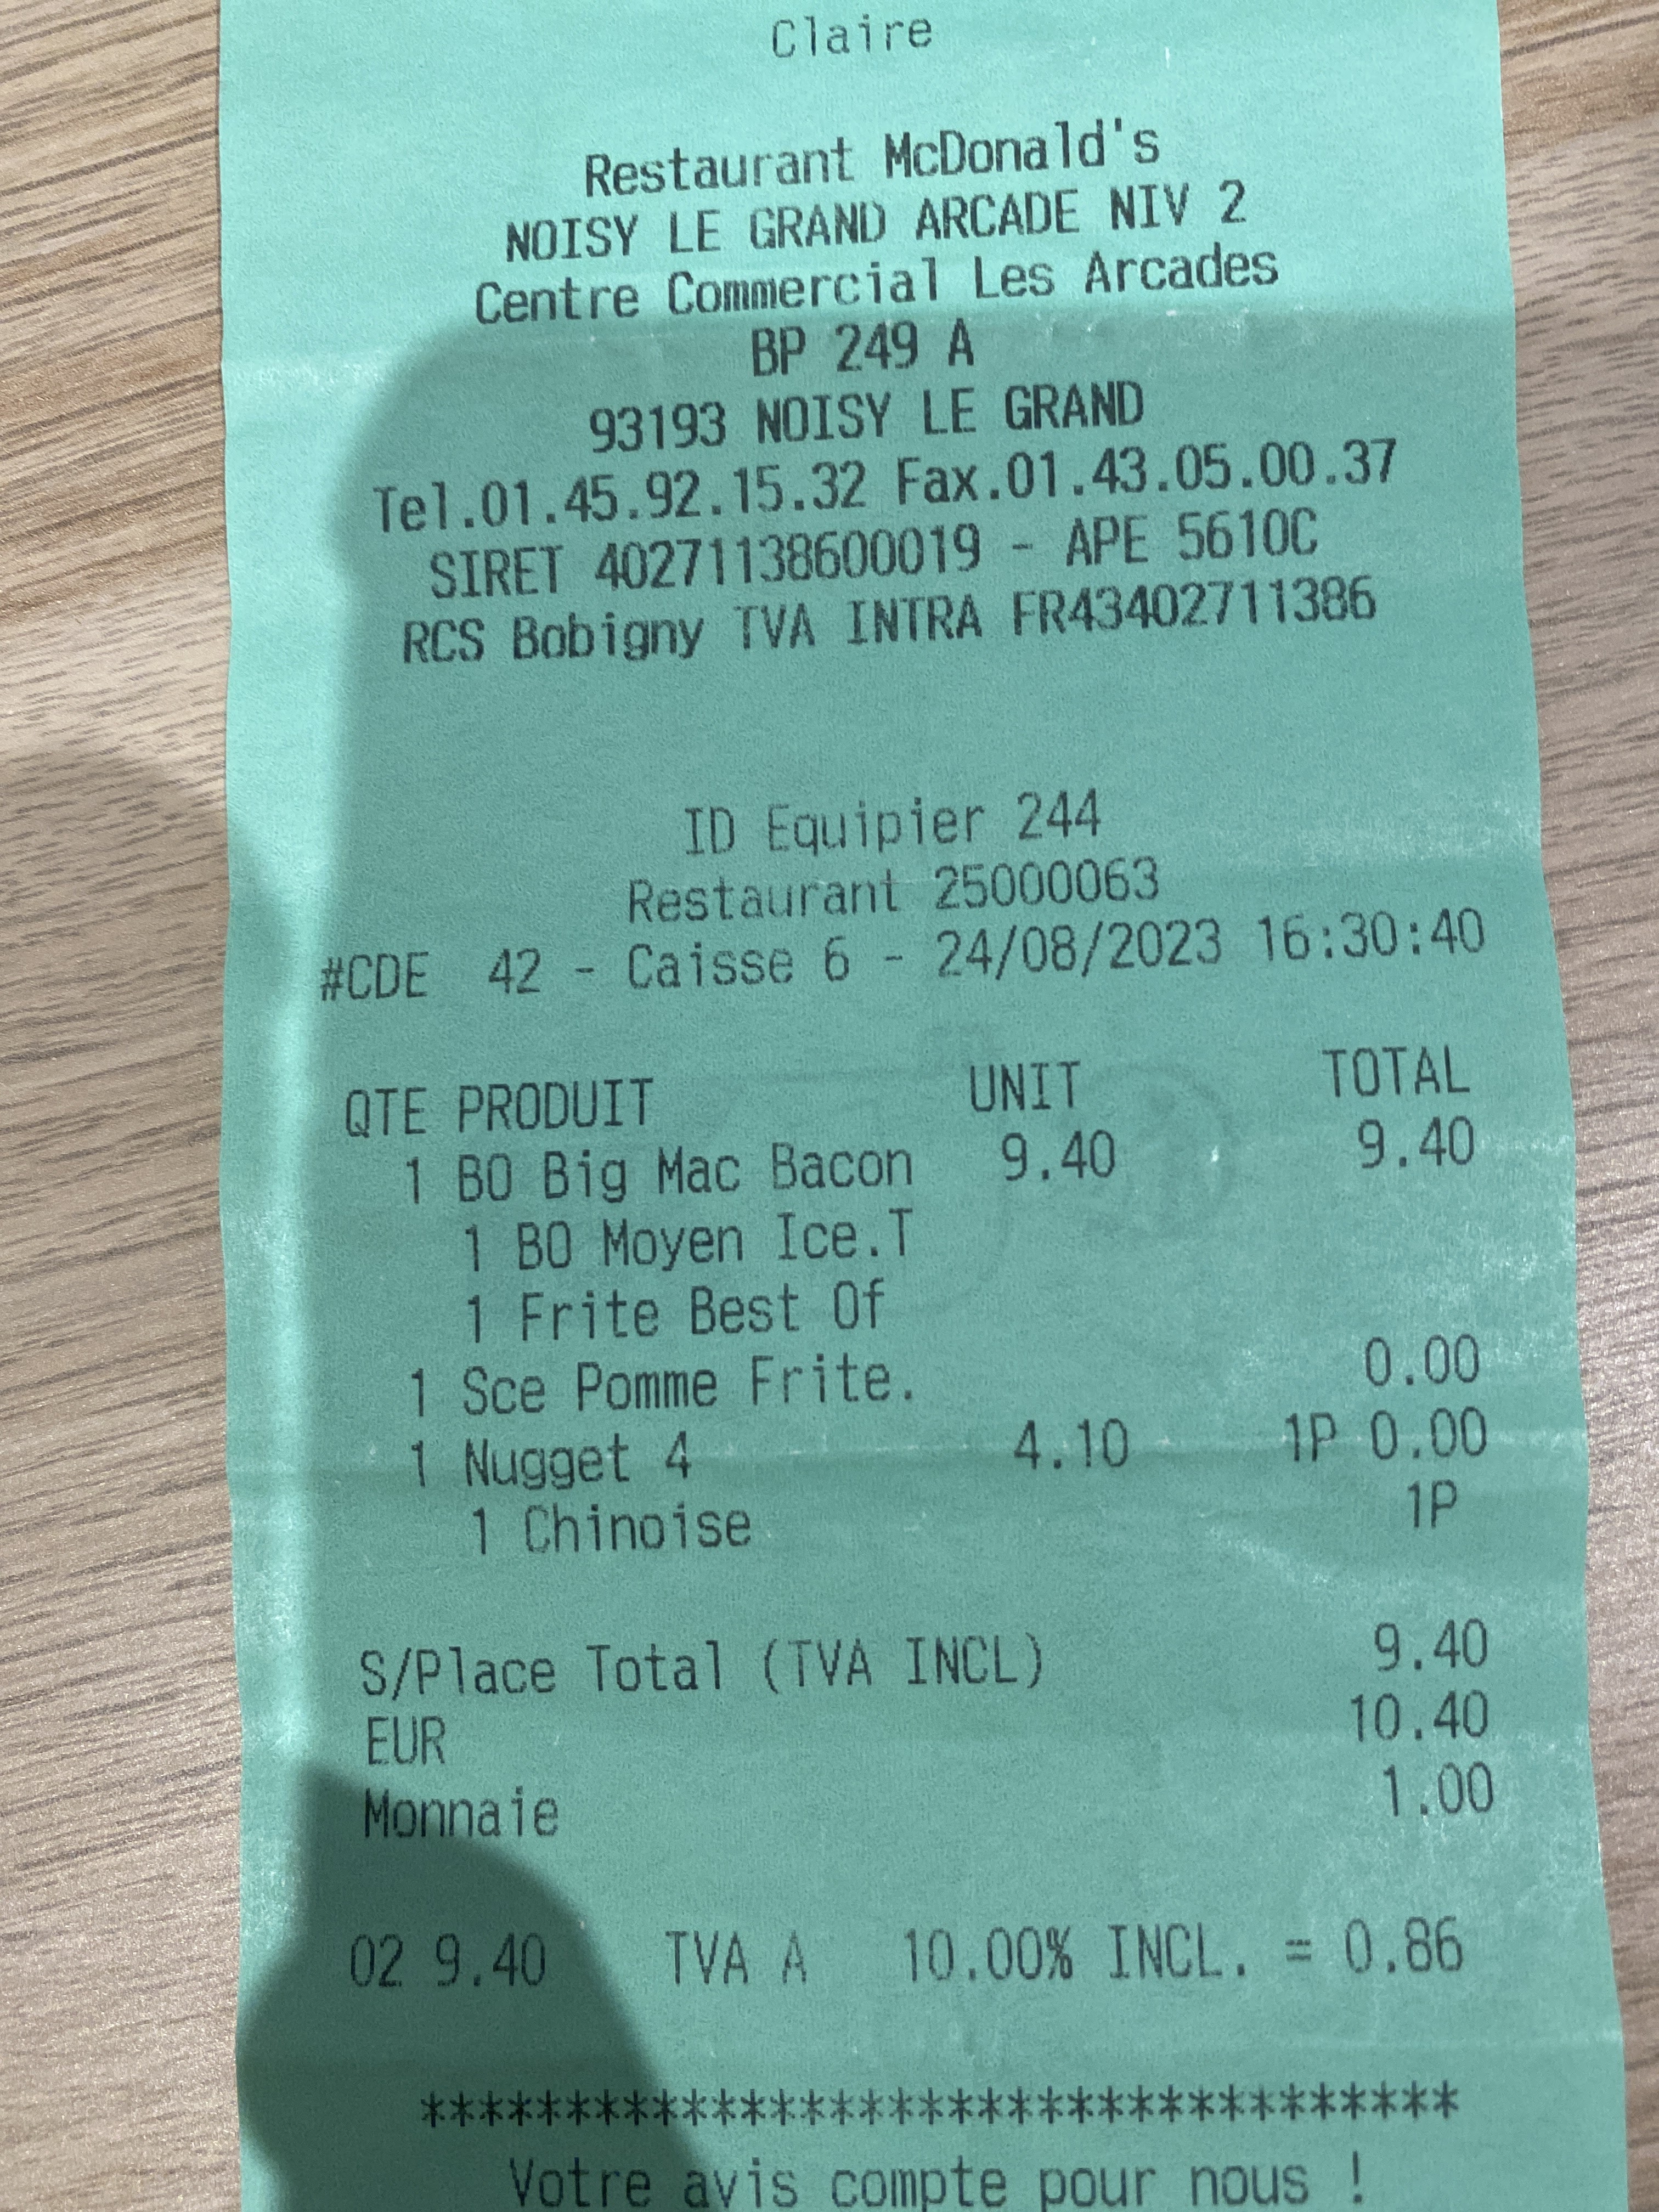 Claire
Restaurant McDonald's
NOISY LE GRAND ARCADE NIV 2
Centre Commercial Les Arcades
BP 249 A
93193 NOISY LE GRAND
Tel.01.45.92.15.32 Fax.01.43.05.00.37
SIRET 40271138600019 - APE 5610C
RCS Bobigny TVA INTRA FR43402711386
ID Equipier 244
Restaurant 25000063
#CDE 42 - Caisse 6 - 24/08/2023 16:30:40
QTE PRODUIT UNIT TOTAL
1 BO Big Mac Bacon 9.40 9.40
1 BO Moyen Ice.T
1 Frite Best Of
1 Sce Pomme Frite. 0.00
1 Nugget 4 4.10 1P 0.00
1 Chinoise 1P
S/Place Total (TVA INCL) 9.40
EUR 10.40
Monnaie 1.00
02 9.40 TVA A 10.00% INCL. = 0.86
************************************
Votre avis compte pour nous !